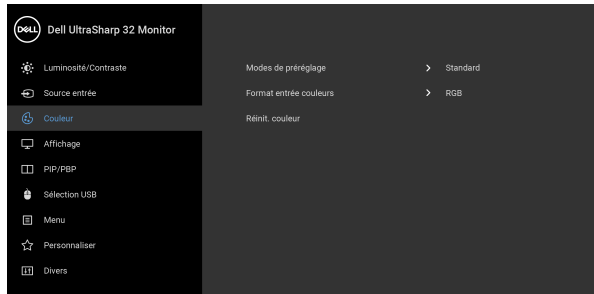 DELL
Dell UltraSharp 32 Monitor
Luminosité/Contraste
Modes de préréglage
Standard
Source entrée
Format entrée couleurs
RGB
Couleur
Réinit. couleur
Affichage
PIP/PBP
Sélection USB
Menu
Personnaliser
Divers